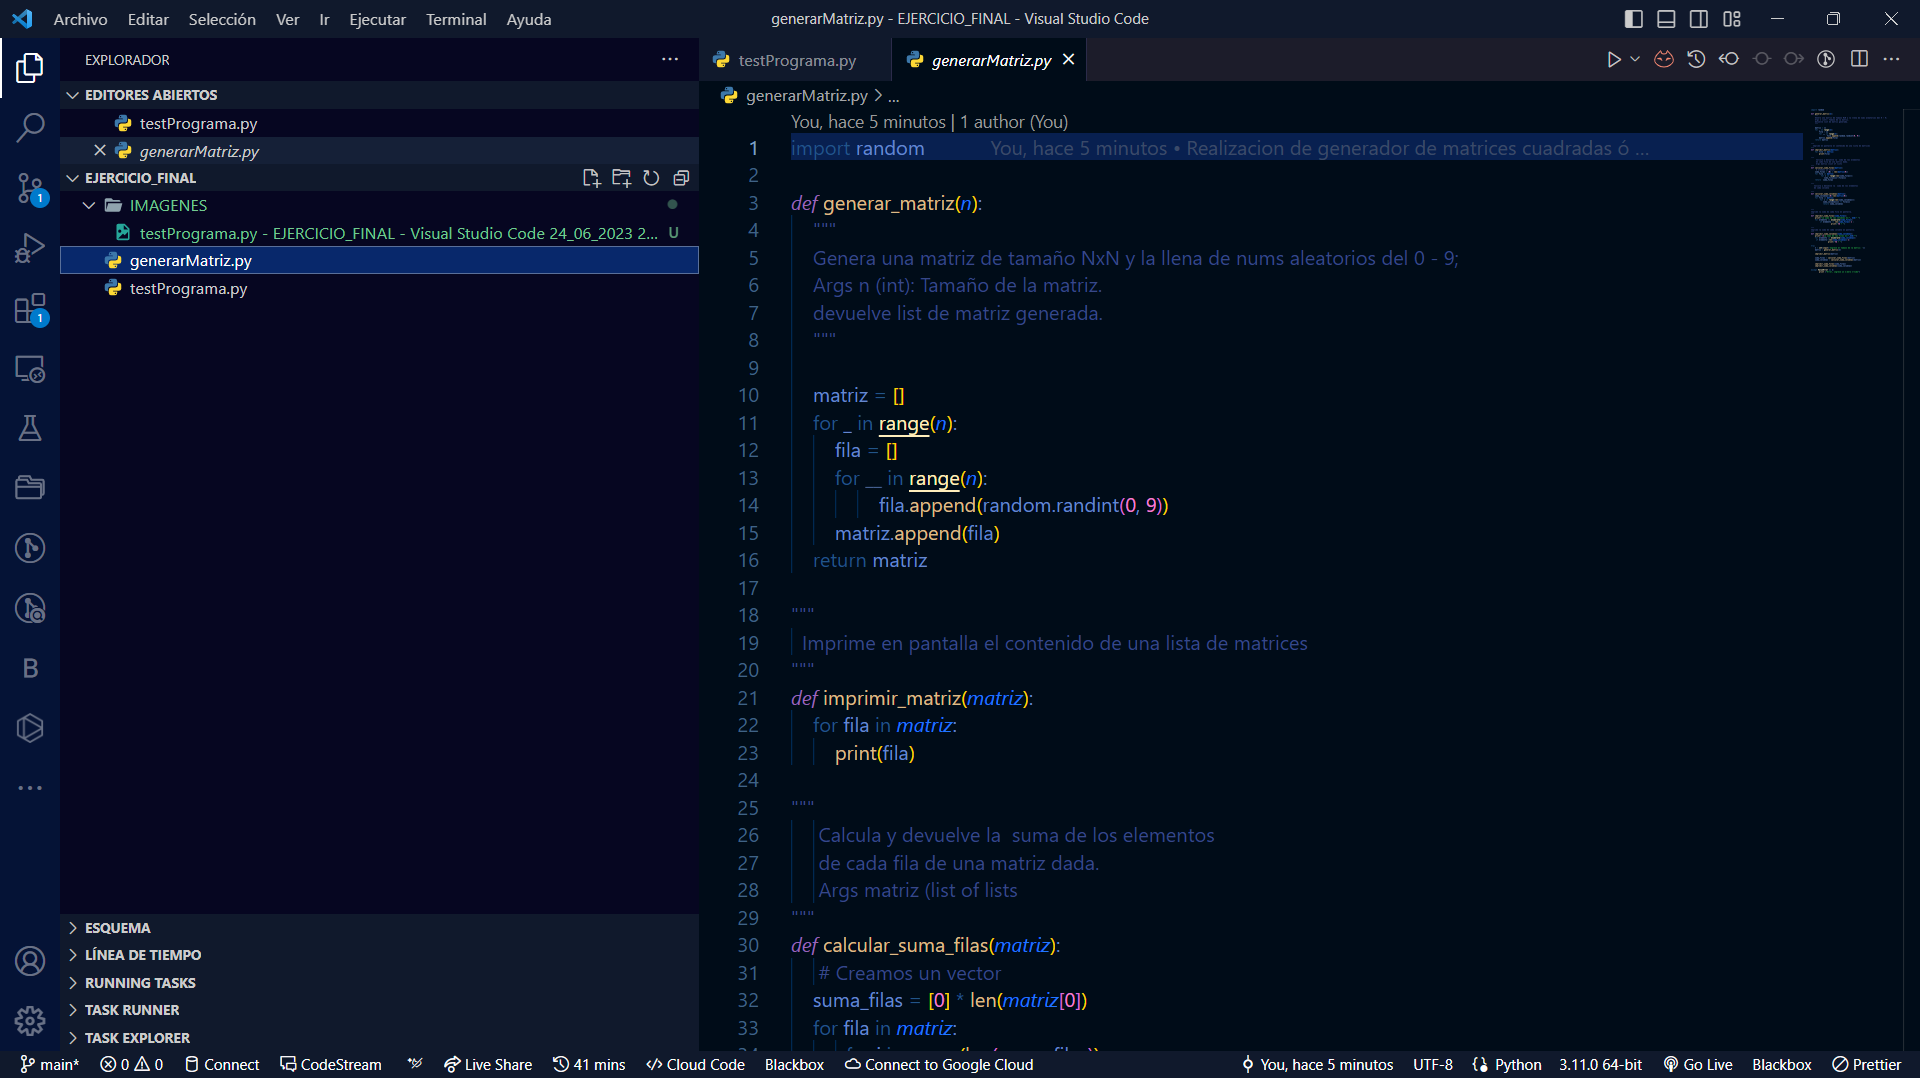 Archivo Editar Selección Ver Ir Ejecutar Terminal Ayuda
generarMatriz.py - EJERCICIO_FINAL - Visual Studio Code
EXPLORADOR
EDITORES ABIERTOS
testPrograma.py
generarMatriz.py
EJERCICIO_FINAL
IMAGENES
testPrograma.py - EJERCICIO_FINAL - Visual Studio Code 24_06_2023 2... U
generarMatriz.py
testPrograma.py
1
1
B
ESQUEMA
LÍNEA DE TIEMPO
RUNNING TASKS
TASK RUNNER
TASK EXPLORER
testPrograma.py generarMatriz.py
generarMatriz.py > ...
You, hace 5 minutos | 1 author (You)
1 import random You, hace 5 minutos • Realizacion de generador de matrices cuadradas ó ...
2
3 def generar_matriz(n):
4 """
5 Genera una matriz de tamaño NxN y la llena de nums aleatorios del 0 - 9;
6 Args n (int): Tamaño de la matriz.
7 devuelve list de matriz generada.
8 """
9
10 matriz = []
11 for _ in range(n):
12 fila = []
13 for __ in range(n):
14 fila.append(random.randint(0, 9))
15 matriz.append(fila)
16 return matriz
17
18 """
19 Imprime en pantalla el contenido de una lista de matrices
20 """
21 def imprimir_matriz(matriz):
22 for fila in matriz:
23 print(fila)
24
25 """
26 Calcula y devuelve la  suma de los elementos
27 de cada fila de una matriz dada.
28 Args matriz (list of lists
29 """
30 def calcular_suma_filas(matriz):
31 # Creamos un vector
32 suma_filas = [0] * len(matriz[0])
33 for fila in matriz:
main* 0 0 Connect CodeStream Live Share 41 mins Cloud Code Blackbox Connect to Google Cloud You, hace 5 minutos UTF-8 Python 3.11.0 64-bit Go Live Blackbox Prettier